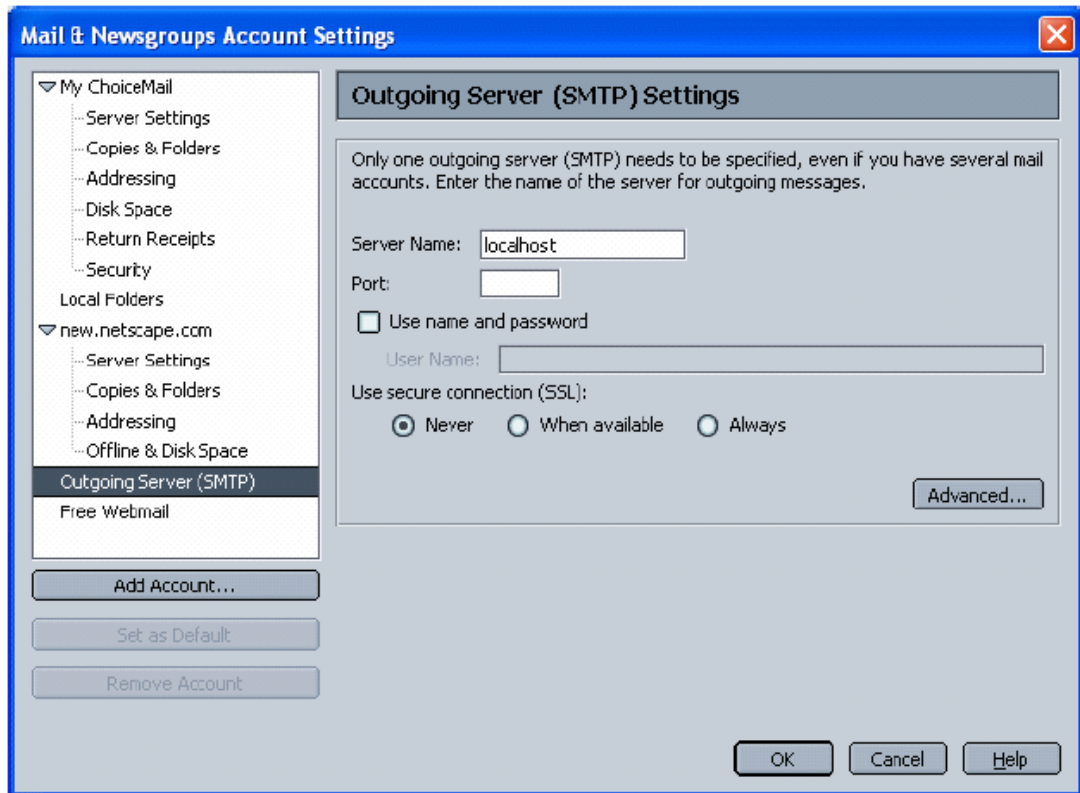 Mail & Newsgroups Account Settings
My ChoiceMail
Server Settings
Copies & Folders
Addressing
Disk Space
Return Receipts
Security
Local Folders
new.netscape.com
Server Settings
Copies & Folders
Addressing
Offline & Disk Space
Outgoing Server (SMTP)
Free Webmail
Add Account...
Set as Default
Remove Account
Outgoing Server (SMTP) Settings
Only one outgoing server (SMTP) needs to be specified, even if you have several mail
accounts. Enter the name of the server for outgoing messages.
Server Name: localhost
Port:
Use name and password
User Name:
Use secure connection (SSL):
Never When available Always
Advanced...
OK Cancel Help